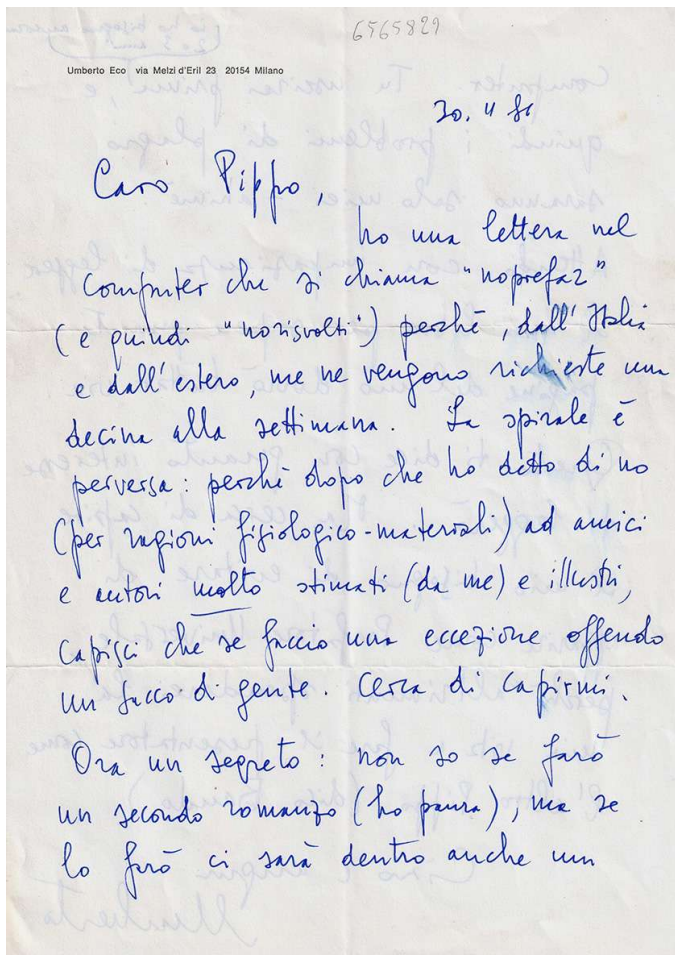 6565829
Umberto Eco via Melzi d'Eril 23 20154 Milano
Caro Pippo,
ho una lettera nel
Computer che si chiama "noprefaz"
(e quindi "norisvolti") perchè, dall'Italia
e dall'estero, me ne vengono richieste una
decina alla settimana. La spirale è
perversa: perchè dopo che ho detto di no
(per ragioni fisiologico-materiali) ad amici
e autori molto stimati (da me) e illustri,
capisci che se faccio una eccezione offendo
un sacco di gente. Cerca di capirmi.
Ora un segreto: non so se farò
un secondo romanzo (ho paura), ma se
lo farò ci sarà dentro anche un